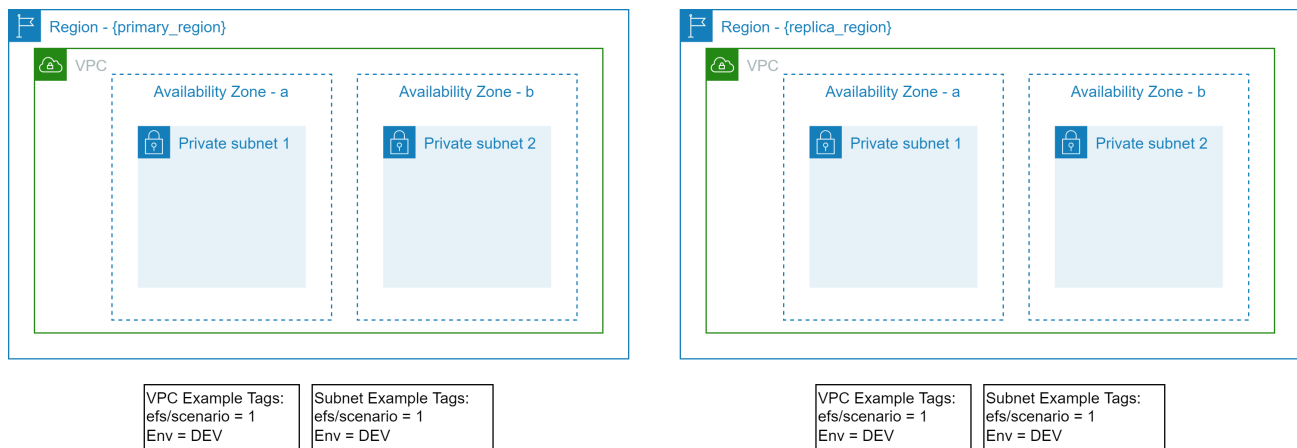 Region - {primary_region}
VPC
Availability Zone - a
Availability Zone - b
Private subnet 1
Private subnet 2
VPC Example Tags:
efs/scenario = 1
Env = DEV
Subnet Example Tags:
efs/scenario = 1
Env = DEV
Region - {replica_region}
VPC
Availability Zone - a
Availability Zone - b
Private subnet 1
Private subnet 2
VPC Example Tags:
efs/scenario = 1
Env = DEV
Subnet Example Tags:
efs/scenario = 1
Env = DEV